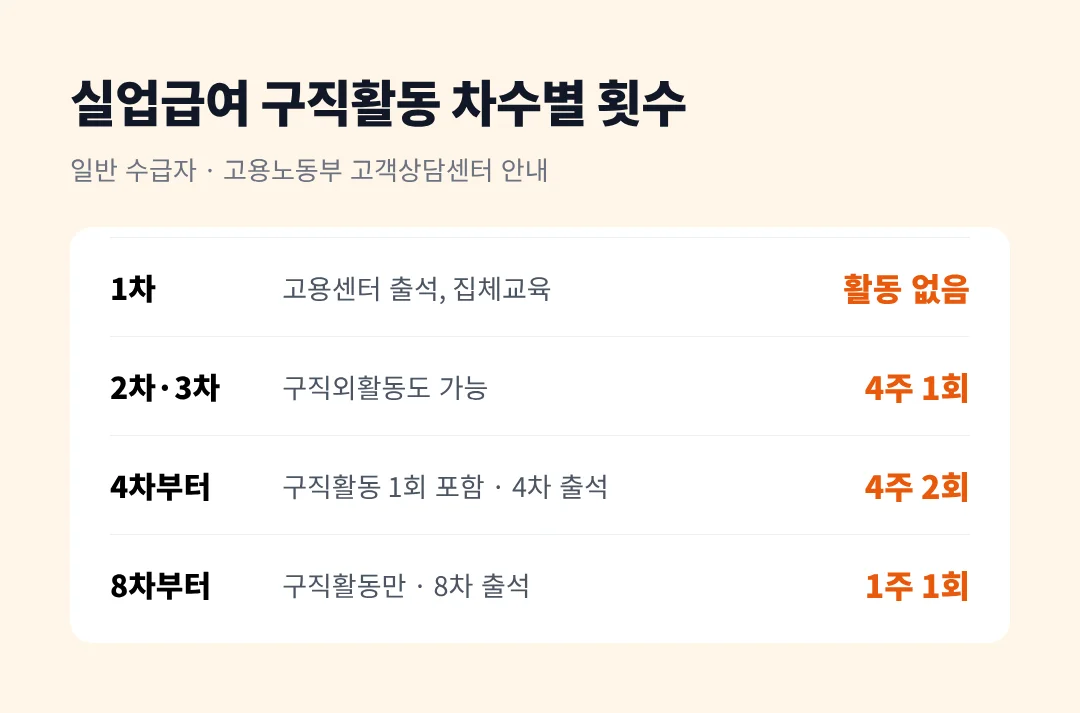 실업급여 구직활동 차수별 횟수
일반 수급자 · 고용노동부 고객상담센터 안내
1차 고용센터 출석, 집체교육 활동 없음
2차·3차 구직외활동도 가능 4주 1회
4차부터 구직활동 1회 포함 · 4차 출석 4주 2회
8차부터 구직활동만 · 8차 출석 1주 1회